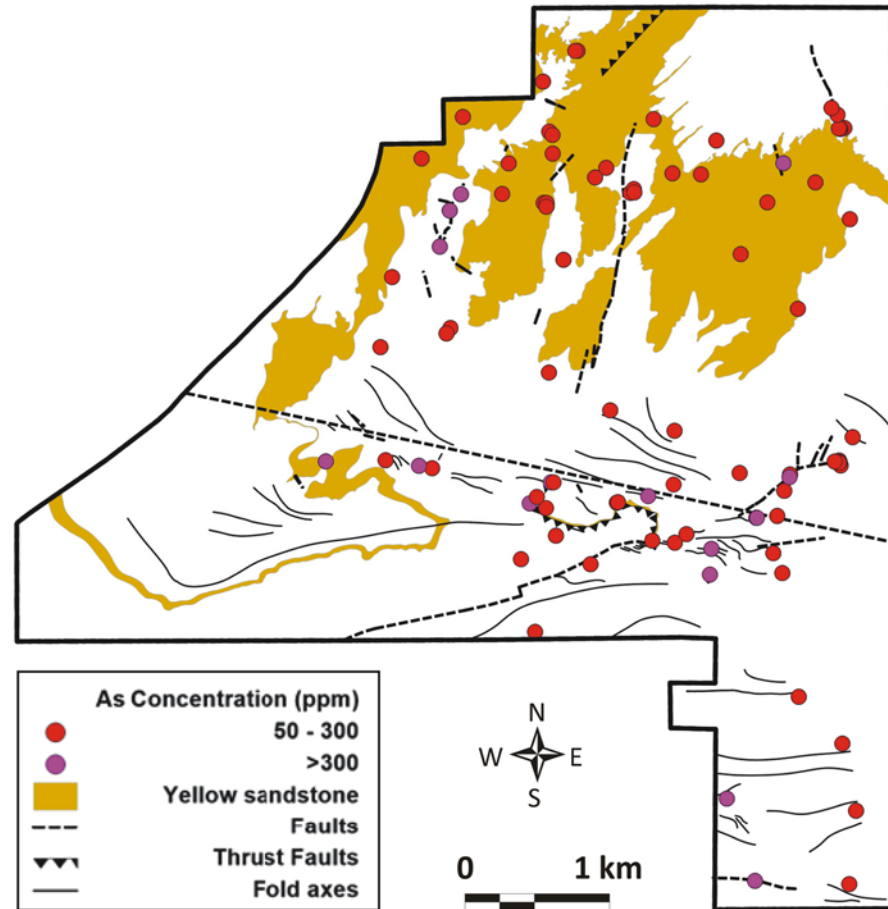 As Concentration (ppm)
50 - 300
>300
Yellow sandstone
Faults
Thrust Faults
Fold axes
N
W E
S
0 1 km